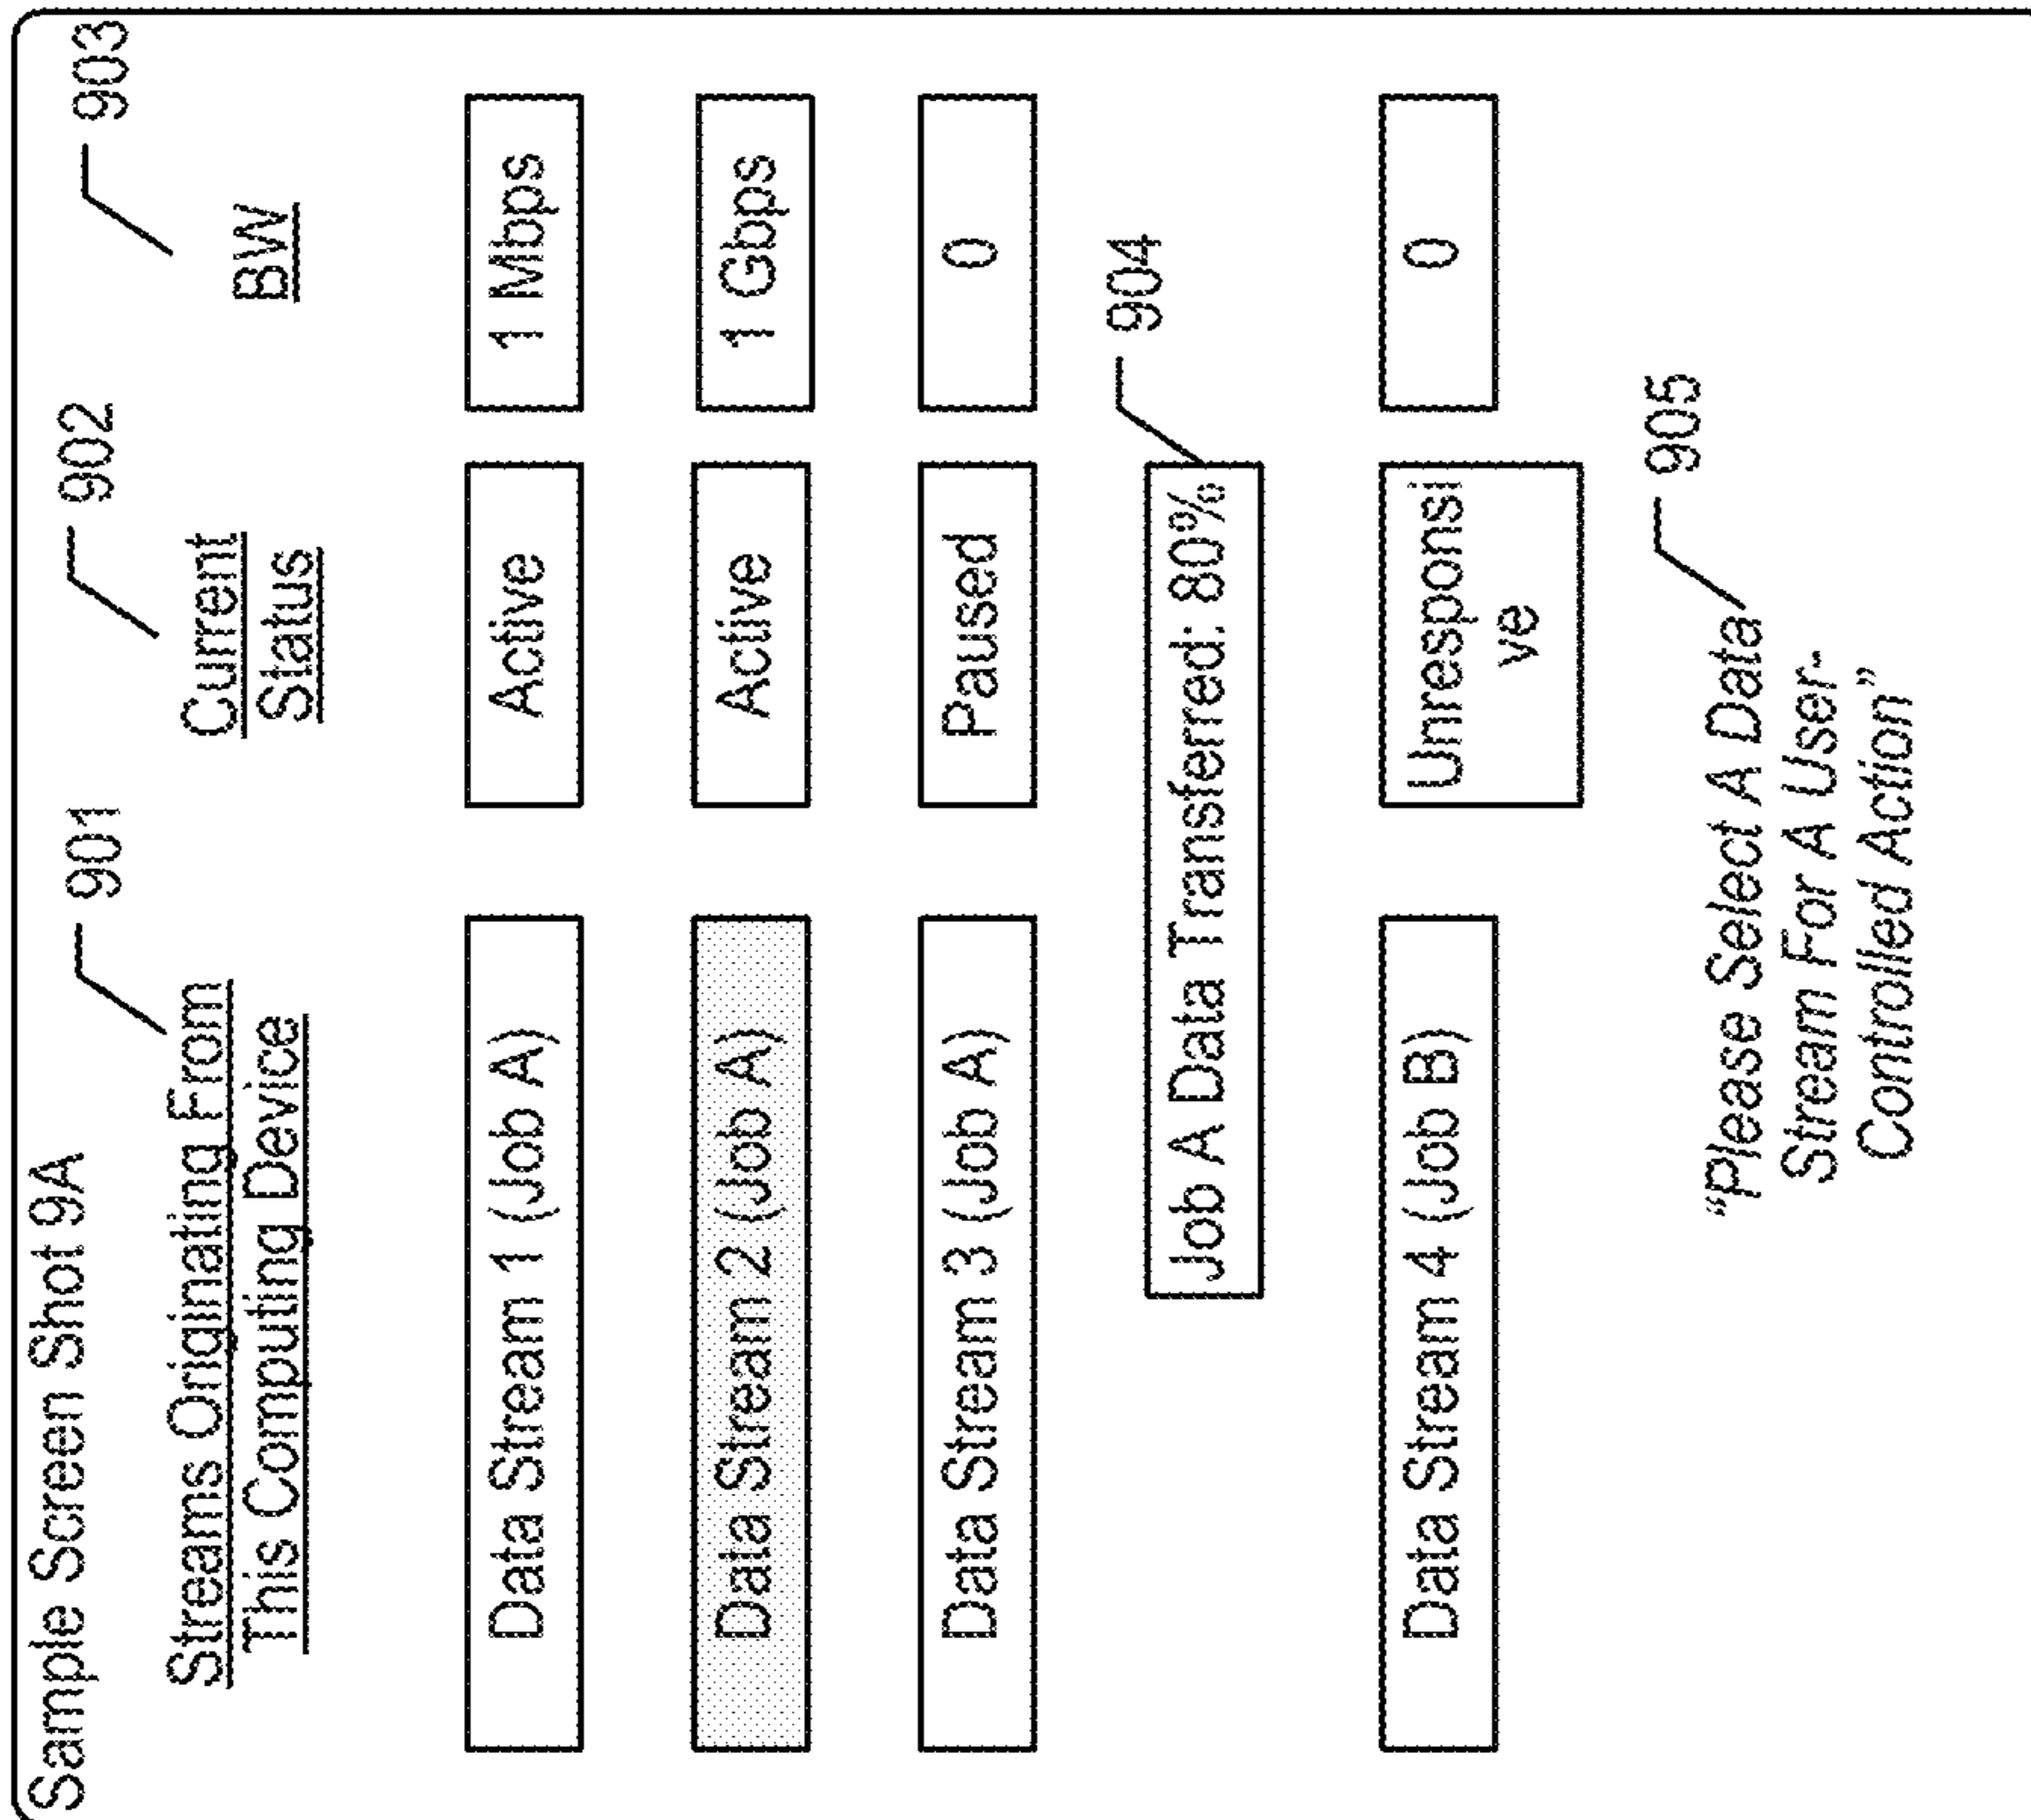 Sample Screen Shot 9A
901
902
903
Streams Originating From
This Computing Device
Current
Status
BW
Data Stream 1 (Job A)
Active
1 Mbps
Data Stream 2 (Job A)
Active
1 Gbps
Data Stream 3 (Job A)
Paused
0
904
Job A Data Transferred: 80%
Data Stream 4 (Job B)
Unresponsi
ve
0
905
"Please Select A Data
Stream For A User-
Controlled Action"